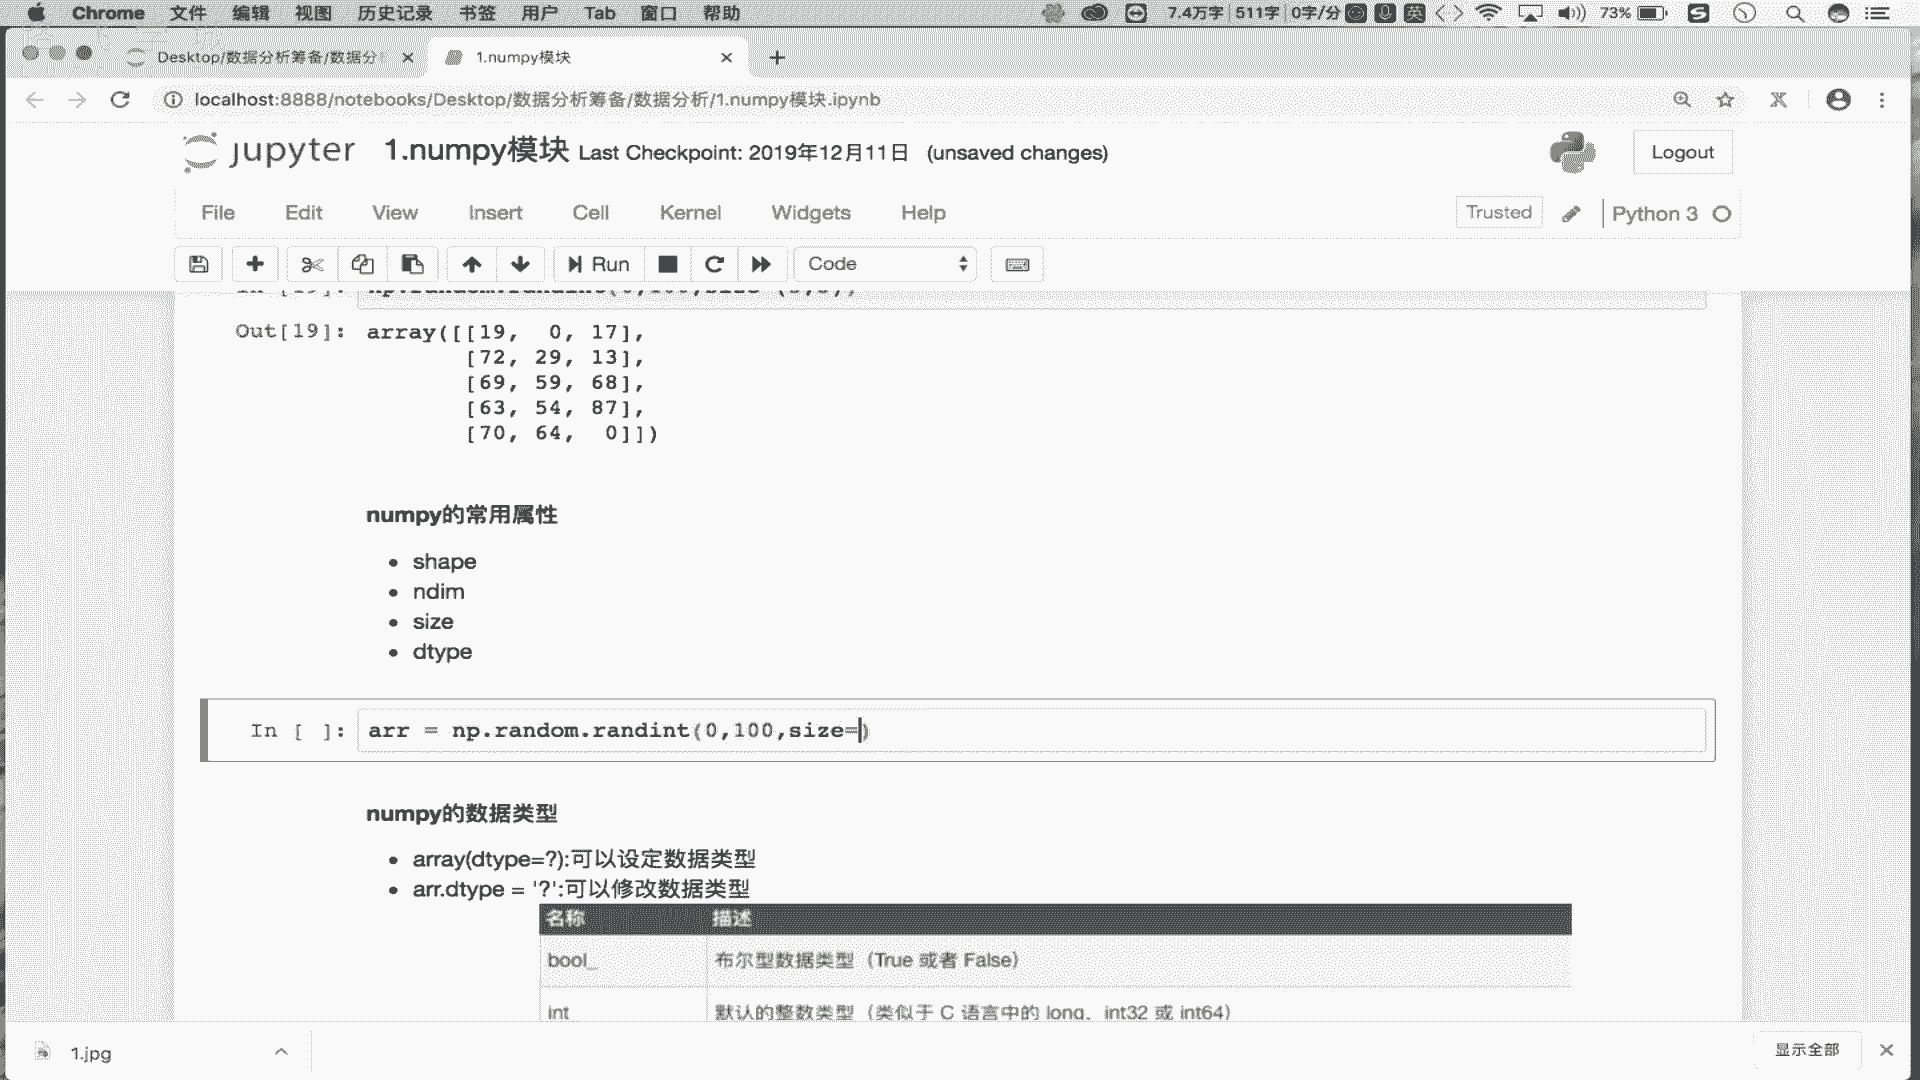 Chrome 文件 编辑 视图 历史记录 书签 用户 Tab 窗口 帮助 7.4万字 511字 0字/分 英 73%
Desktop/数据分析筹备/数据分 1.numpy模块
localhost:8888/notebooks/Desktop/数据分析筹备/数据分析/1.numpy模块.ipynb
jupyter 1.numpy模块 Last Checkpoint: 2019年12月11日 (unsaved changes) Logout
File Edit View Insert Cell Kernel Widgets Help Trusted Python 3
Run Code
Out[19]: array([[19, 0, 17],
[72, 29, 13],
[69, 59, 68],
[63, 54, 87],
[70, 64, 0]])
numpy的常用属性
shape
ndim
size
dtype
In [ ]: arr = np.random.randint(0,100,size=)
numpy的数据类型
array(dtype=?):可以设定数据类型
arr.dtype = '?':可以修改数据类型
名称 描述
bool_ 布尔型数据类型（True 或者 False）
int 默认的整数类型（类似于 C 语言中的 long，int32 或 int64）
1.jpg 显示全部